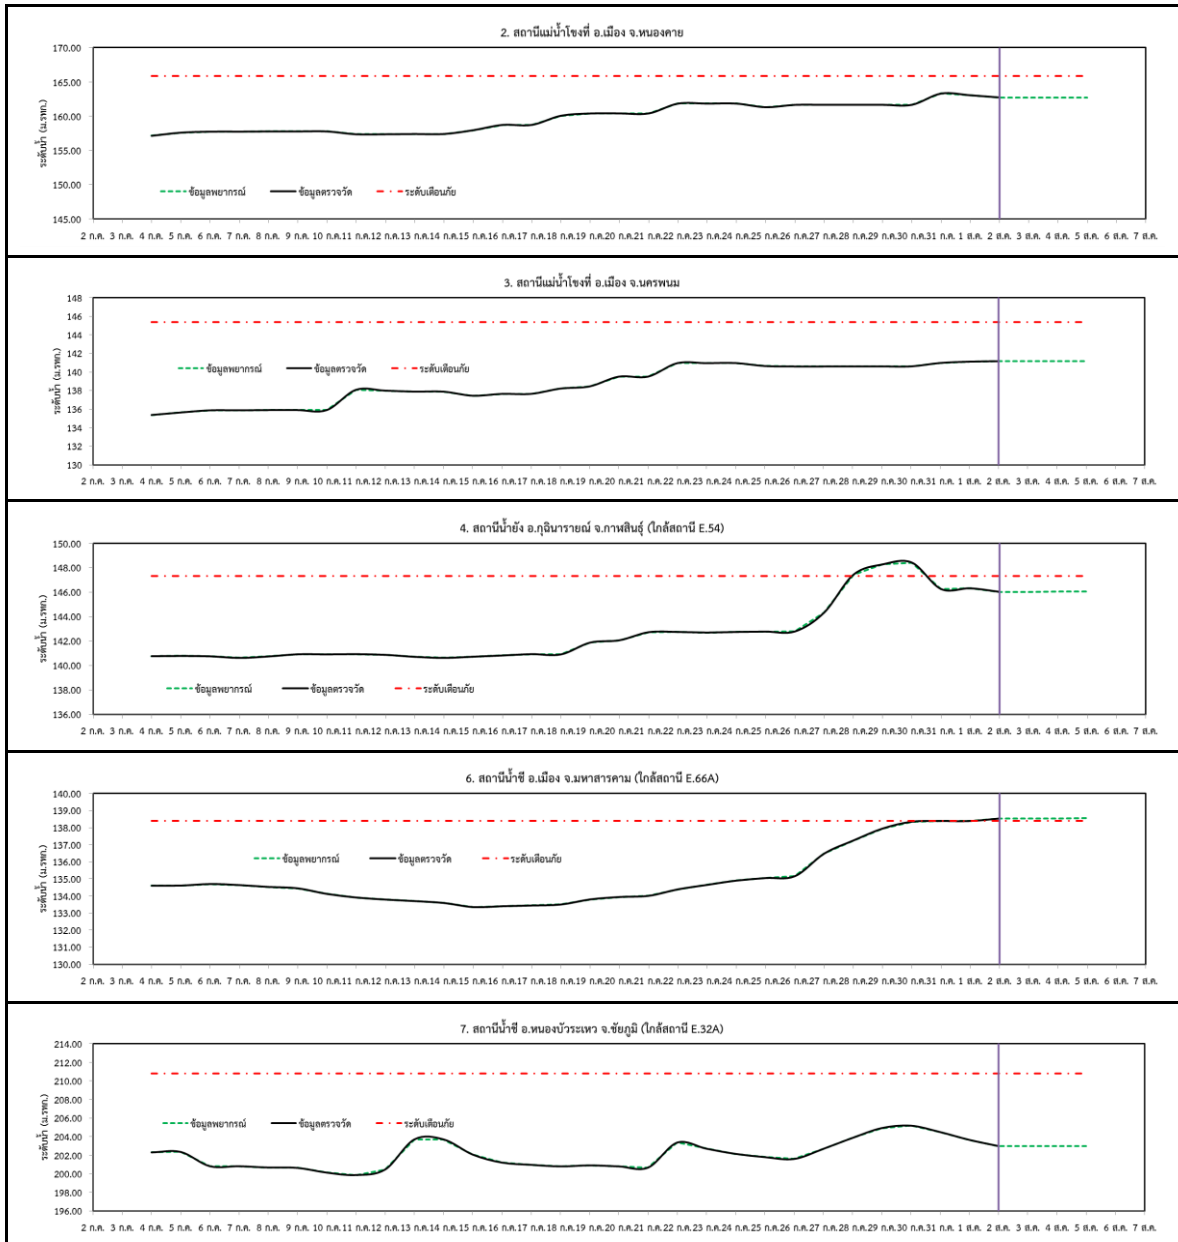 2. สถานีแม่น้ำโขงที่ อ.เมือง จ.หนองคาย
ระดับน้ำ (ม.รทก.)
170.00
165.00
160.00
155.00
150.00
145.00
ข้อมูลพยากรณ์ ข้อมูลตรวจวัด ระดับเตือนภัย
2 ก.ค. 3 ก.ค. 4 ก.ค. 5 ก.ค. 6 ก.ค. 7 ก.ค. 8 ก.ค. 9 ก.ค. 10 ก.ค. 11 ก.ค. 12 ก.ค. 13 ก.ค. 14 ก.ค. 15 ก.ค. 16 ก.ค. 17 ก.ค. 18 ก.ค. 19 ก.ค. 20 ก.ค. 21 ก.ค. 22 ก.ค. 23 ก.ค. 24 ก.ค. 25 ก.ค. 26 ก.ค. 27 ก.ค. 28 ก.ค. 29 ก.ค. 30 ก.ค. 31 ก.ค. 1 ส.ค. 2 ส.ค. 3 ส.ค. 4 ส.ค. 5 ส.ค. 6 ส.ค. 7 ส.ค.
3. สถานีแม่น้ำโขงที่ อ.เมือง จ.นครพนม
ระดับน้ำ (ม.รทก.)
148
146
144
142
140
138
136
134
132
130
ข้อมูลพยากรณ์ ข้อมูลตรวจวัด ระดับเตือนภัย
2 ก.ค. 3 ก.ค. 4 ก.ค. 5 ก.ค. 6 ก.ค. 7 ก.ค. 8 ก.ค. 9 ก.ค. 10 ก.ค. 11 ก.ค. 12 ก.ค. 13 ก.ค. 14 ก.ค. 15 ก.ค. 16 ก.ค. 17 ก.ค. 18 ก.ค. 19 ก.ค. 20 ก.ค. 21 ก.ค. 22 ก.ค. 23 ก.ค. 24 ก.ค. 25 ก.ค. 26 ก.ค. 27 ก.ค. 28 ก.ค. 29 ก.ค. 30 ก.ค. 31 ก.ค. 1 ส.ค. 2 ส.ค. 3 ส.ค. 4 ส.ค. 5 ส.ค. 6 ส.ค. 7 ส.ค.
4. สถานีน้ำยัง อ.กุฉินารายณ์ จ.กาฬสินธุ์ (ใกล้สถานี E.54)
ระดับน้ำ (ม.รทก.)
150.00
148.00
146.00
144.00
142.00
140.00
138.00
136.00
ข้อมูลพยากรณ์ ข้อมูลตรวจวัด ระดับเตือนภัย
2 ก.ค. 3 ก.ค. 4 ก.ค. 5 ก.ค. 6 ก.ค. 7 ก.ค. 8 ก.ค. 9 ก.ค. 10 ก.ค. 11 ก.ค. 12 ก.ค. 13 ก.ค. 14 ก.ค. 15 ก.ค. 16 ก.ค. 17 ก.ค. 18 ก.ค. 19 ก.ค. 20 ก.ค. 21 ก.ค. 22 ก.ค. 23 ก.ค. 24 ก.ค. 25 ก.ค. 26 ก.ค. 27 ก.ค. 28 ก.ค. 29 ก.ค. 30 ก.ค. 31 ก.ค. 1 ส.ค. 2 ส.ค. 3 ส.ค. 4 ส.ค. 5 ส.ค. 6 ส.ค. 7 ส.ค.
6. สถานีน้ำชี อ.เมือง จ.มหาสารคาม (ใกล้สถานี E.66A)
ระดับน้ำ (ม.รทก.)
140.00
139.00
138.00
137.00
136.00
135.00
134.00
133.00
132.00
131.00
130.00
ข้อมูลพยากรณ์ ข้อมูลตรวจวัด ระดับเตือนภัย
2 ก.ค. 3 ก.ค. 4 ก.ค. 5 ก.ค. 6 ก.ค. 7 ก.ค. 8 ก.ค. 9 ก.ค. 10 ก.ค. 11 ก.ค. 12 ก.ค. 13 ก.ค. 14 ก.ค. 15 ก.ค. 16 ก.ค. 17 ก.ค. 18 ก.ค. 19 ก.ค. 20 ก.ค. 21 ก.ค. 22 ก.ค. 23 ก.ค. 24 ก.ค. 25 ก.ค. 26 ก.ค. 27 ก.ค. 28 ก.ค. 29 ก.ค. 30 ก.ค. 31 ก.ค. 1 ส.ค. 2 ส.ค. 3 ส.ค. 4 ส.ค. 5 ส.ค. 6 ส.ค. 7 ส.ค.
7. สถานีน้ำชี อ.หนองบัวระเหว จ.ชัยภูมิ (ใกล้สถานี E.32A)
ระดับน้ำ (ม.รทก.)
214.00
212.00
210.00
208.00
206.00
204.00
202.00
200.00
198.00
196.00
ข้อมูลพยากรณ์ ข้อมูลตรวจวัด ระดับเตือนภัย
2 ก.ค. 3 ก.ค. 4 ก.ค. 5 ก.ค. 6 ก.ค. 7 ก.ค. 8 ก.ค. 9 ก.ค. 10 ก.ค. 11 ก.ค. 12 ก.ค. 13 ก.ค. 14 ก.ค. 15 ก.ค. 16 ก.ค. 17 ก.ค. 18 ก.ค. 19 ก.ค. 20 ก.ค. 21 ก.ค. 22 ก.ค. 23 ก.ค. 24 ก.ค. 25 ก.ค. 26 ก.ค. 27 ก.ค. 28 ก.ค. 29 ก.ค. 30 ก.ค. 31 ก.ค. 1 ส.ค. 2 ส.ค. 3 ส.ค. 4 ส.ค. 5 ส.ค. 6 ส.ค. 7 ส.ค.